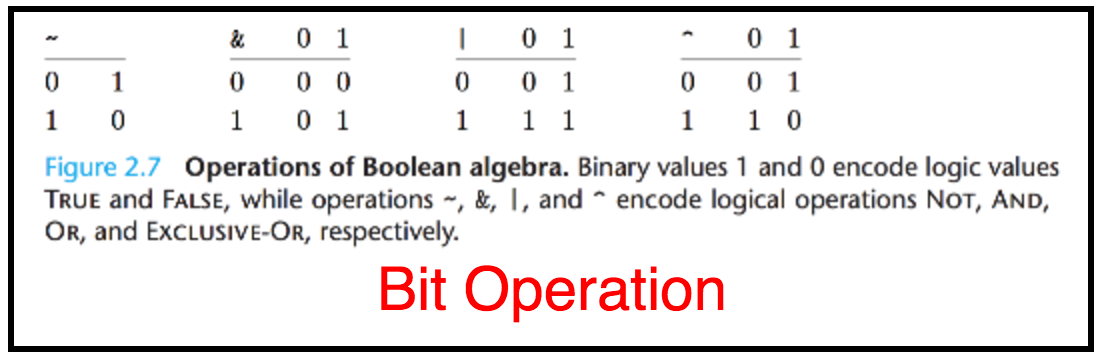 ~ & 0 1 | 0 1 ^ 0 1
0 1 0 0 0 0 0 1 0 0 1
1 0 1 0 1 1 1 1 1 1 0
Figure 2.7 Operations of Boolean algebra. Binary values 1 and 0 encode logic values
TRUE and FALSE, while operations ~, &, |, and ^ encode logical operations NOT, AND,
OR, and EXCLUSIVE-OR, respectively.
Bit Operation